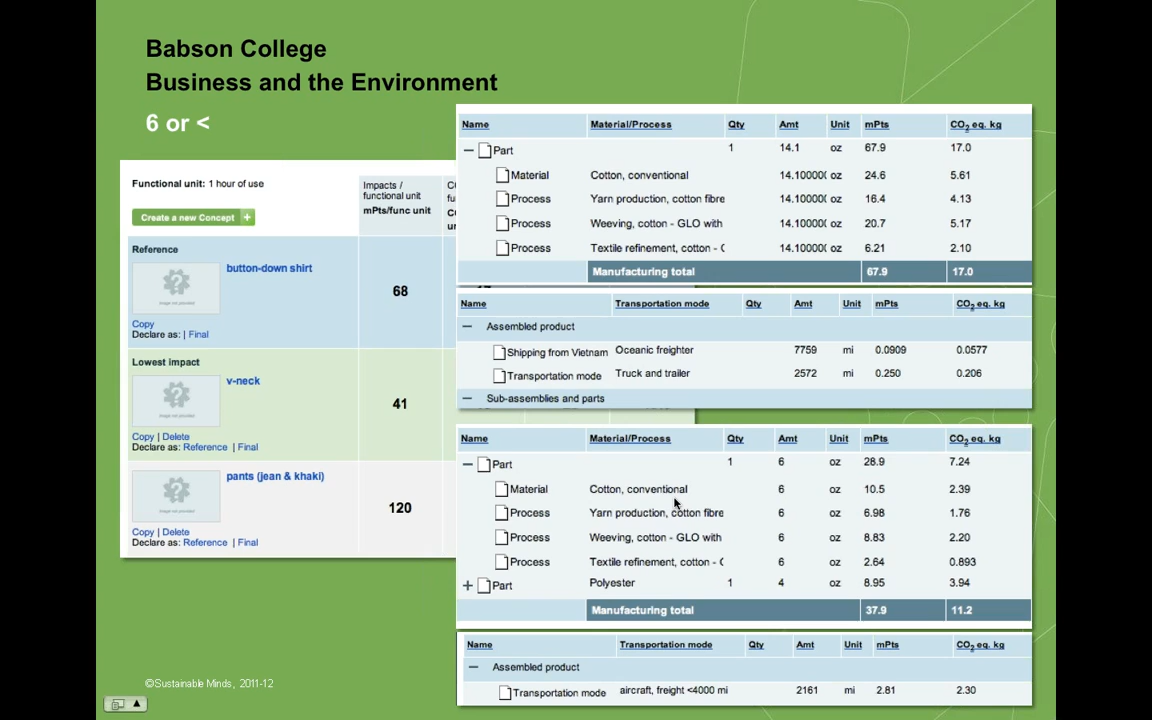 Babson College
Business and the Environment
6 or <
Functional unit: 1 hour of use
Create a new Concept +
Impacts /
functional unit
mPts/func unit
Reference
button-down shirt
68
Copy
Declare as: | Final
Lowest impact
v-neck
41
Copy | Delete
Declare as: Reference | Final
pants (jean & khaki)
120
Copy | Delete
Declare as: Reference | Final
Name Material/Process Qty Amt Unit mPts CO2 eq. kg
Part 1 14.1 oz 67.9 17.0
Material Cotton, conventional 14.10000( oz 24.6 5.61
Process Yarn production, cotton fibre 14.10000( oz 16.4 4.13
Process Weeving, cotton - GLO with 14.10000( oz 20.7 5.17
Process Textile refinement, cotton - ( 14.10000( oz 6.21 2.10
Manufacturing total 67.9 17.0
Name Transportation mode Qty Amt Unit mPts CO2 eq. kg
Assembled product
Shipping from Vietnam Oceanic freighter 7759 mi 0.0909 0.0577
Transportation mode Truck and trailer 2572 mi 0.250 0.206
Sub-assemblies and parts
Name Material/Process Qty Amt Unit mPts CO2 eq. kg
Part 1 6 oz 28.9 7.24
Material Cotton, conventional 6 oz 10.5 2.39
Process Yarn production, cotton fibre 6 oz 6.98 1.76
Process Weeving, cotton - GLO with 6 oz 8.83 2.20
Process Textile refinement, cotton - ( 6 oz 2.64 0.893
Part Polyester 1 4 oz 8.95 3.94
Manufacturing total 37.9 11.2
Name Transportation mode Qty Amt Unit mPts CO2 eq. kg
Assembled product
Transportation mode aircraft, freight <4000 mi 2161 mi 2.81 2.30
©Sustainable Minds, 2011-12